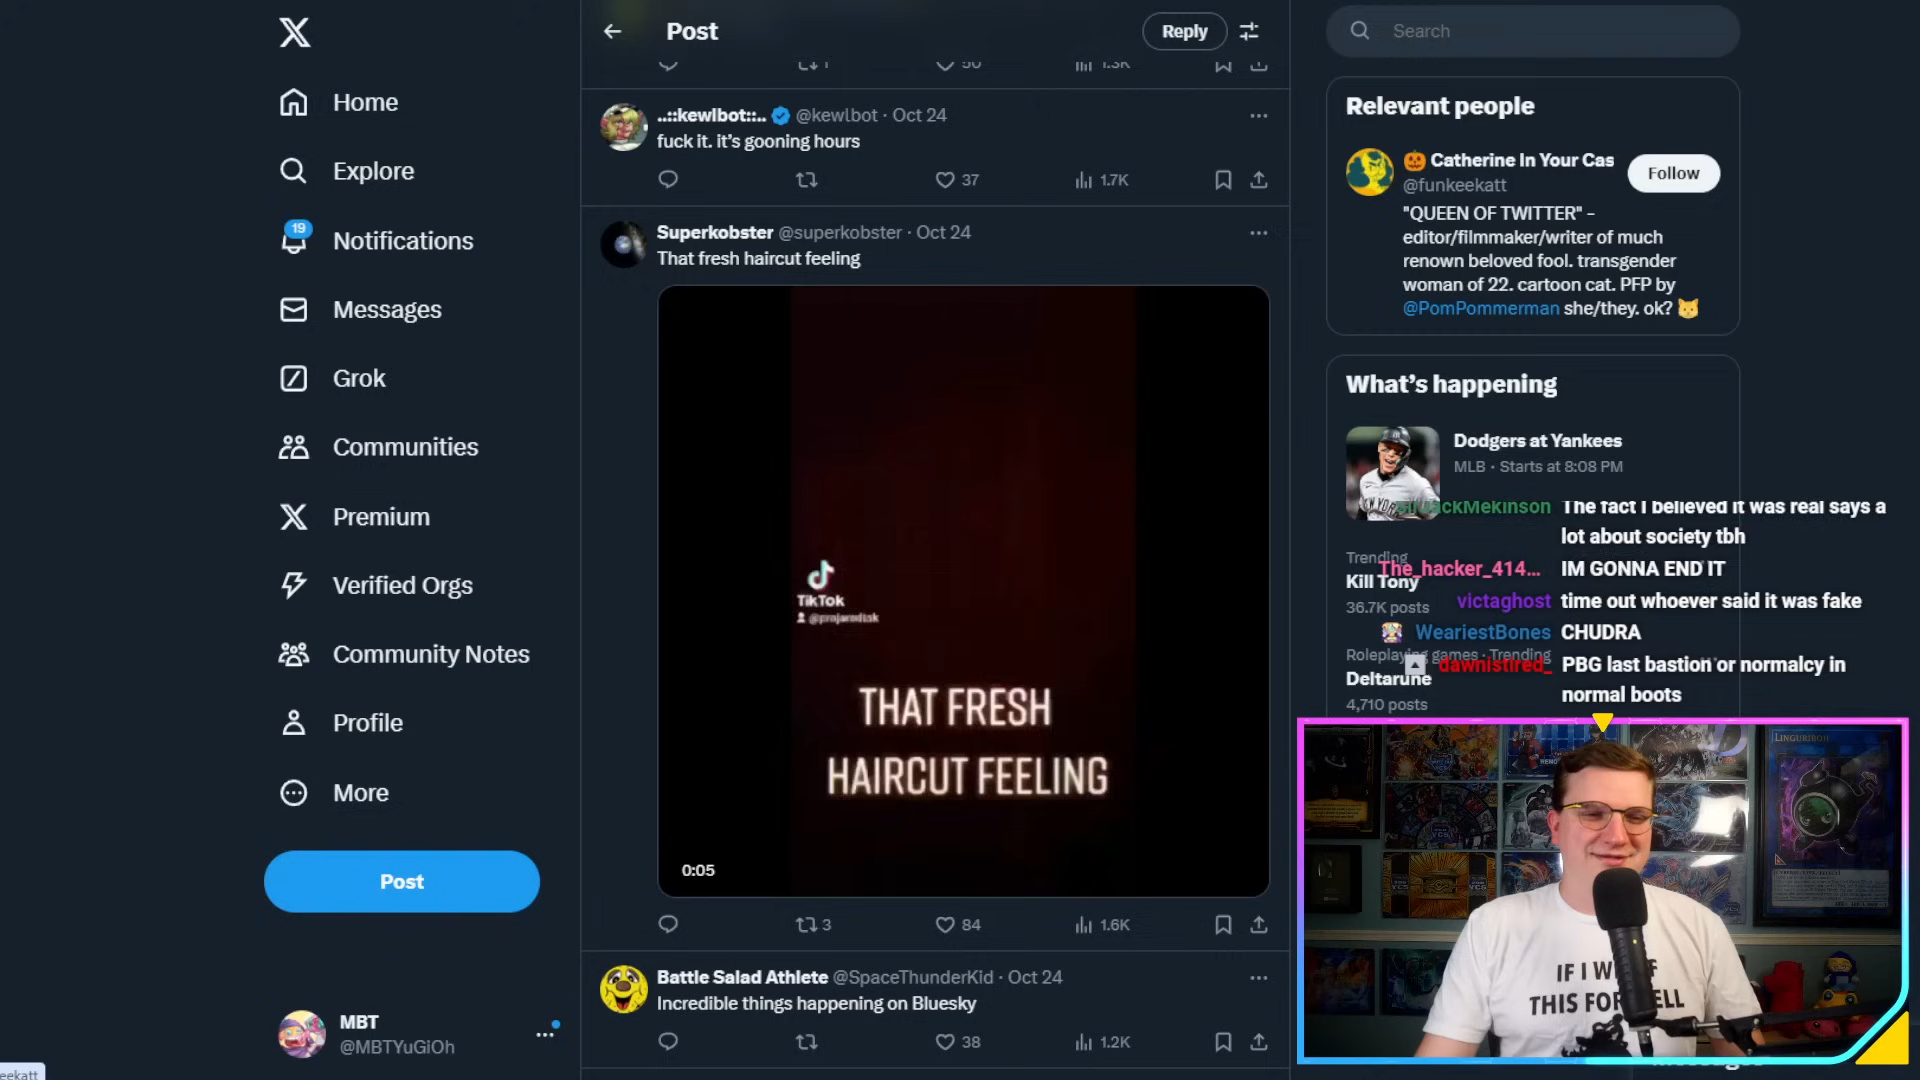 Home
Explore
19
Notifications
Messages
Grok
Communities
Premium
Verified Orgs
Community Notes
Profile
More
Post
MBT
@MBTYuGiOh
eekatt
Post
Reply
1
50
1.3K
..::kewlbot::.. @kewlbot · Oct 24
fuck it. it's gooning hours
37
1.7K
Superkobster @superkobster · Oct 24
That fresh haircut feeling
TikTok
@projaredtok
THAT FRESH
HAIRCUT FEELING
0:05
3
84
1.6K
Battle Salad Athlete @SpaceThunderKid · Oct 24
Incredible things happening on Bluesky
38
1.2K
Search
Relevant people
Catherine In Your Cas
Follow
@funkeekatt
"QUEEN OF TWITTER" –
editor/filmmaker/writer of much
renown beloved fool. transgender
woman of 22. cartoon cat. PFP by
@PomPommerman she/they. ok?
What's happening
Dodgers at Yankees
MLB · Starts at 8:08 PM
Trending
Kill Tony
36.7K posts
Roleplaying games · Trending
Deltarune
4,710 posts
ckMekinson The fact I believed it was real says a
lot about society tbh
The_hacker_414... IM GONNA END IT
victaghost time out whoever said it was fake
WeariestBones CHUDRA
dawnistired_ PBG last bastion or normalcy in
normal boots
LINGURIBOH
IF I W
F
THIS FOR
ELL